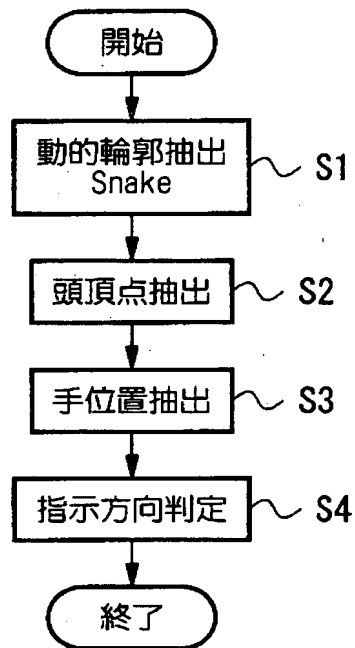 開始
動的輪郭抽出
Snake
S1
頭頂点抽出
S2
手位置抽出
S3
指示方向判定
S4
終了